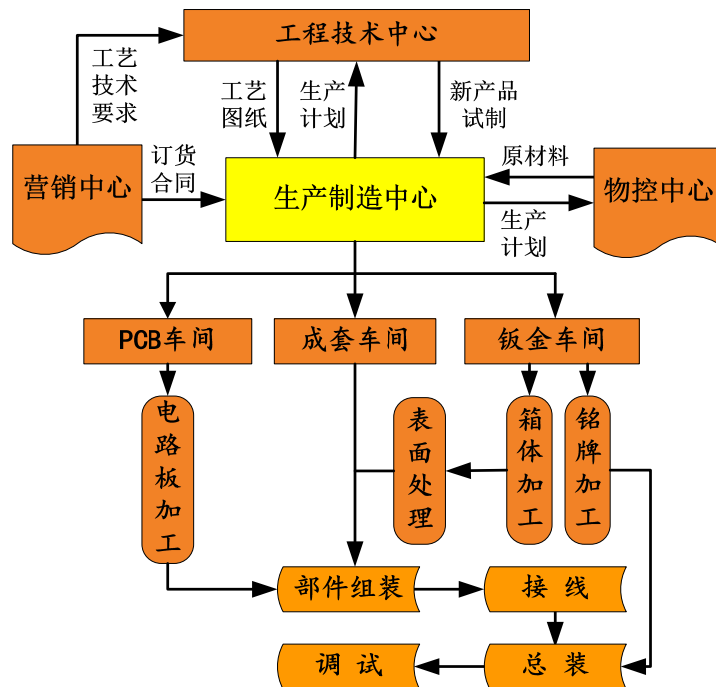 工程技术中心
工艺
技术
要求
工艺
图纸
生产
计划
新产品
试制
营销中心
订货
合同
生产制造中心
原材料
生产
计划
物控中心
PCB车间
成套车间
钣金车间
电路板加工
表面处理
箱体加工
铭牌加工
部件组装
接 线
调 试
总 装